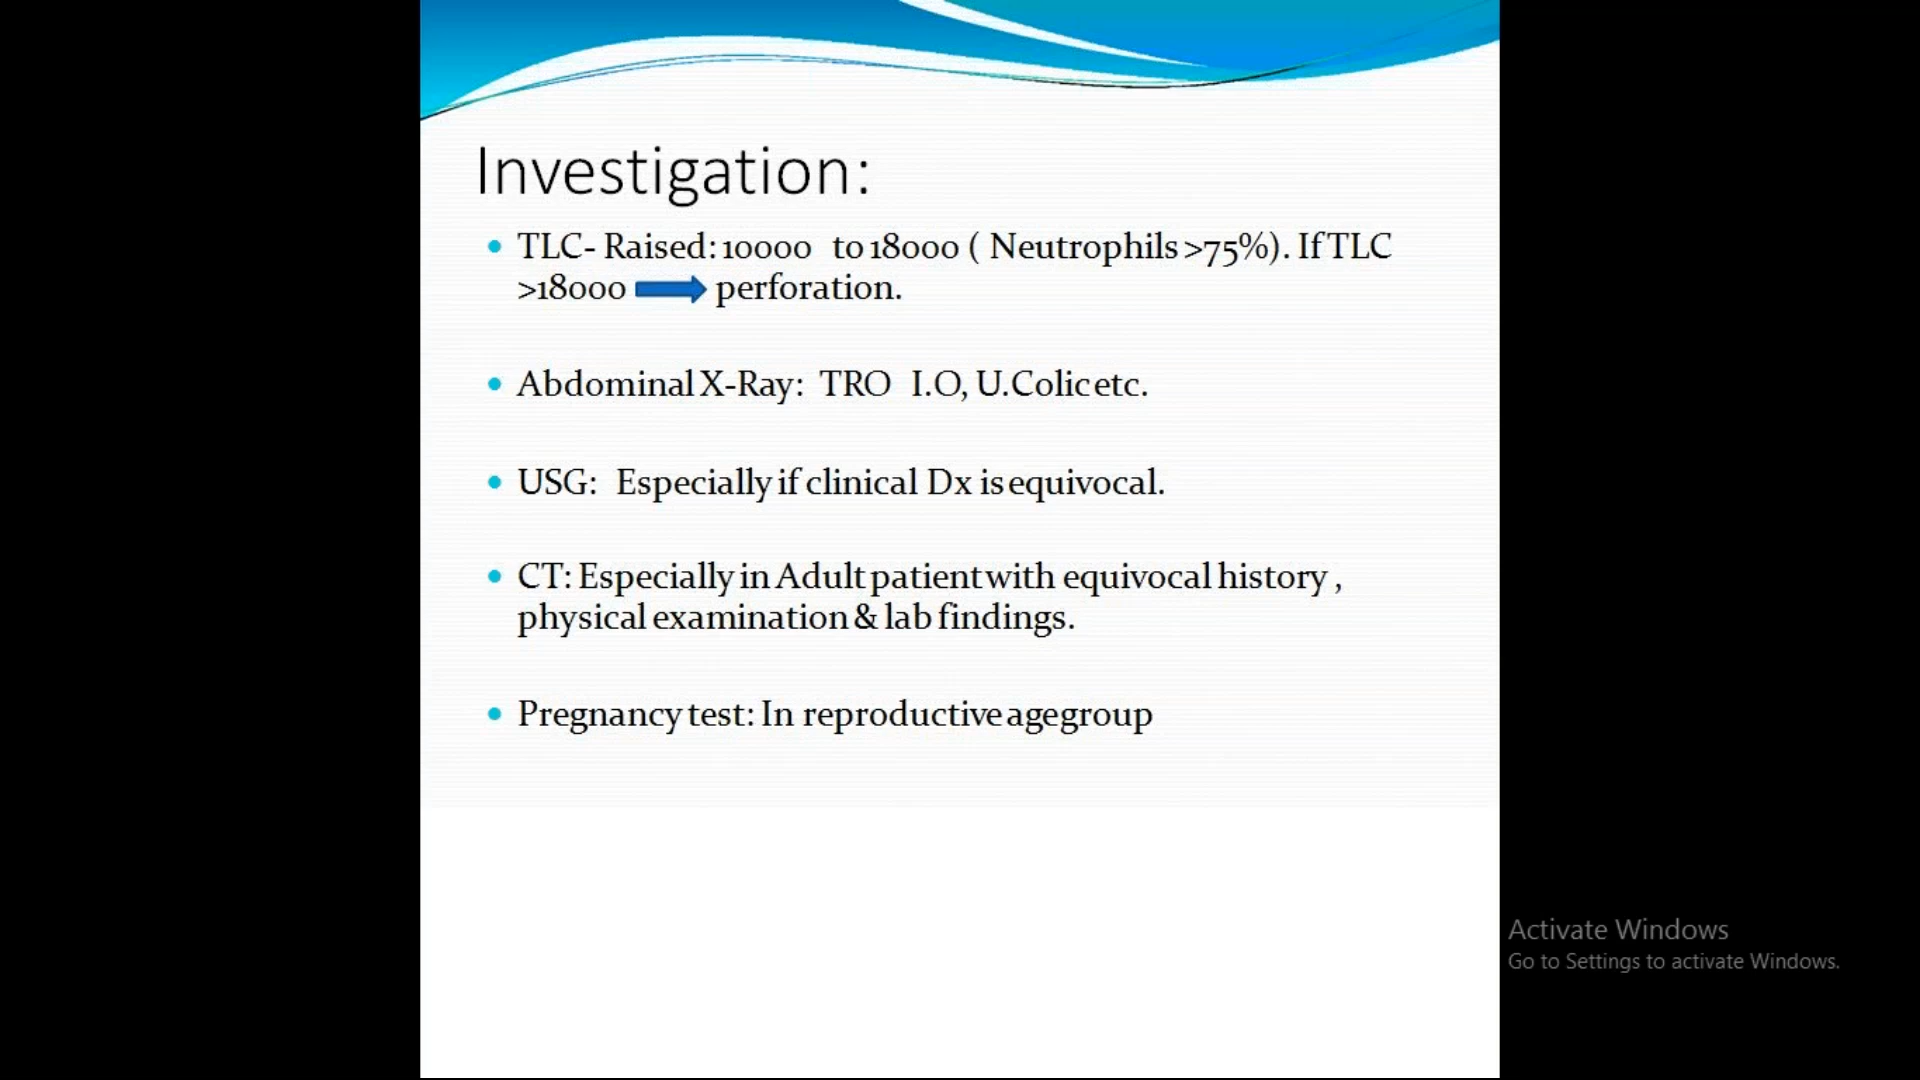 Investigation:
TLC- Raised: 10000 to 18000 ( Neutrophils >75%). If TLC
>18000 perforation.
Abdominal X-Ray: TRO I.O, U.Colic etc.
USG: Especially if clinical Dx is equivocal.
CT: Especially in Adult patient with equivocal history ,
physical examination & lab findings.
Pregnancy test: In reproductive age group
Activate Windows
Go to Settings to activate Windows.